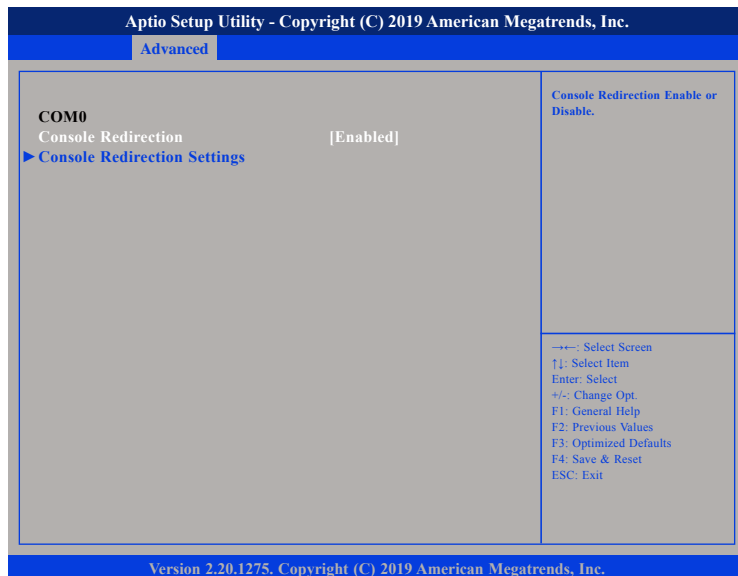 Aptio Setup Utility - Copyright (C) 2019 American Megatrends, Inc.
Advanced
COM0
Console Redirection [Enabled]
►Console Redirection Settings
Console Redirection Enable or
Disable.
→←: Select Screen
↑↓: Select Item
Enter: Select
+/-: Change Opt.
F1: General Help
F2: Previous Values
F3: Optimized Defaults
F4: Save & Reset
ESC: Exit
Version 2.20.1275. Copyright (C) 2019 American Megatrends, Inc.